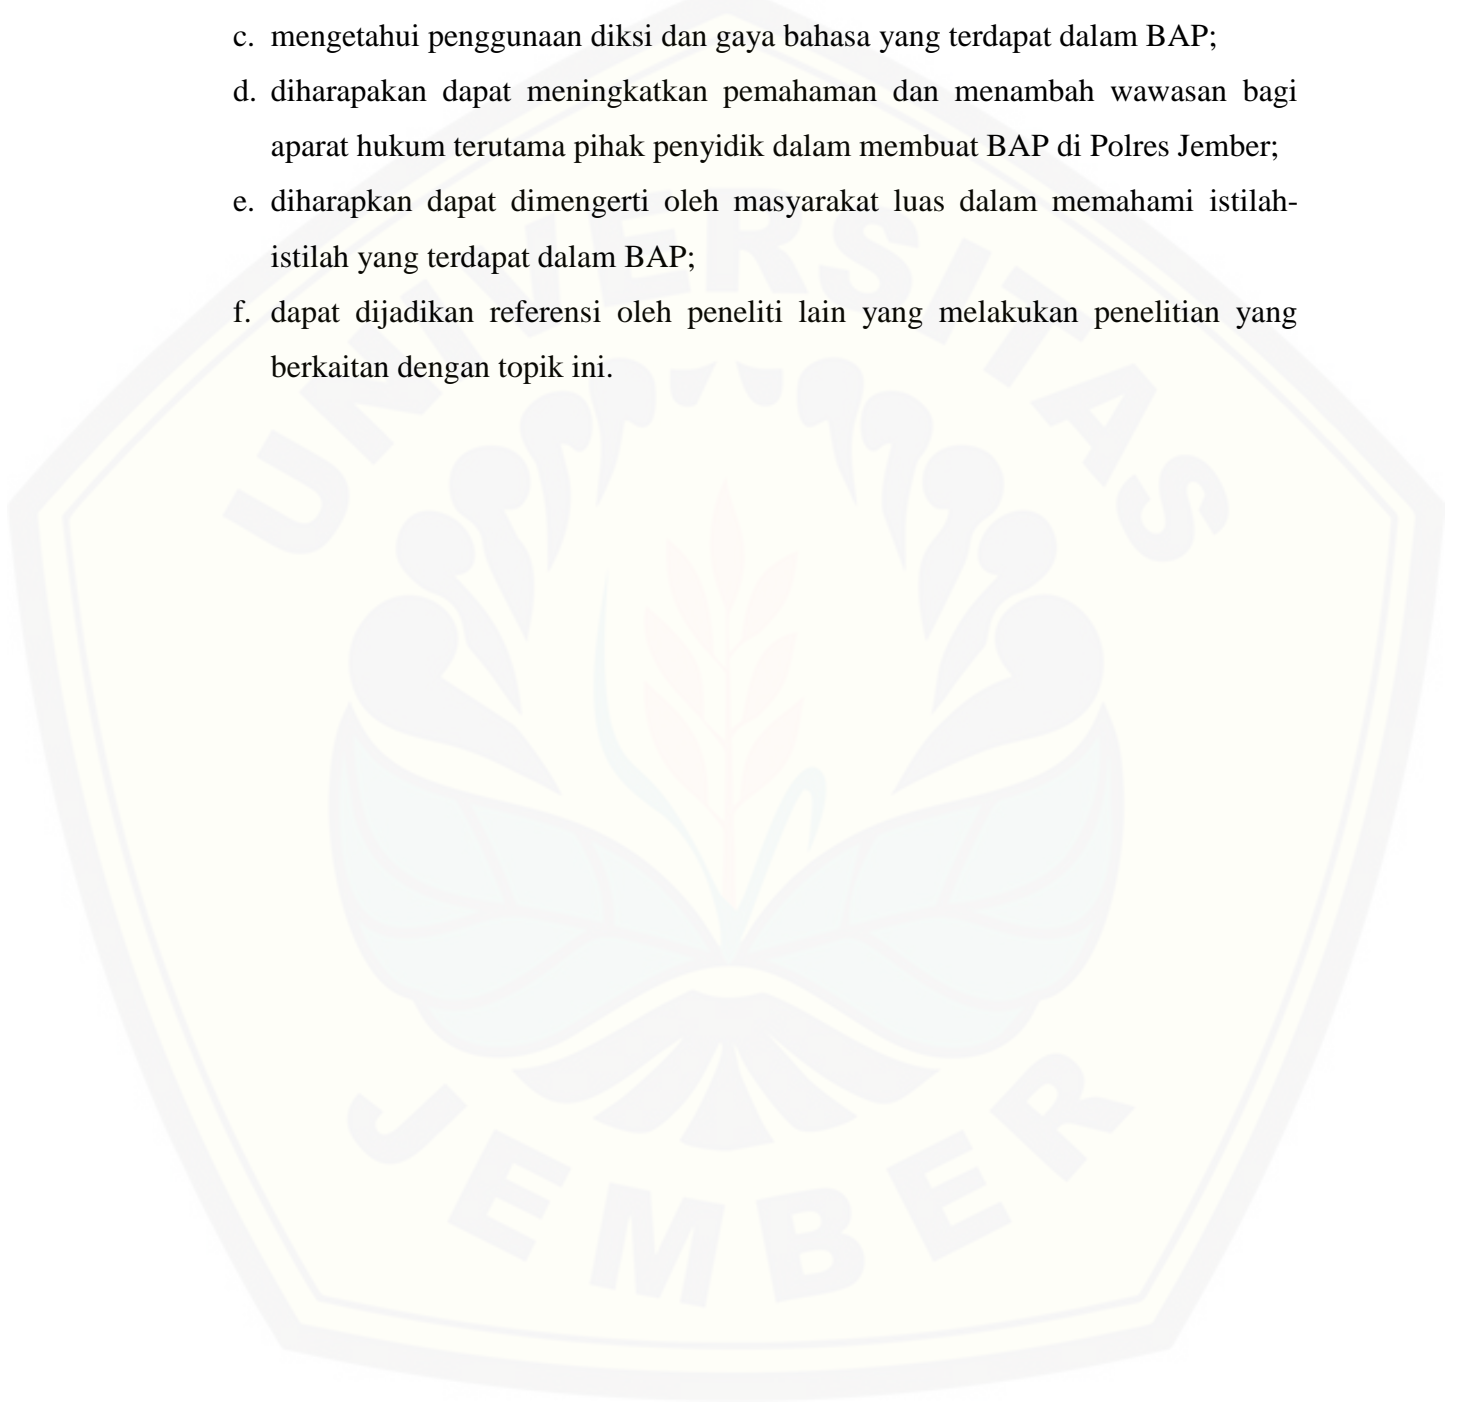 c. mengetahui penggunaan diksi dan gaya bahasa yang terdapat dalam BAP;
d. diharapakan dapat meningkatkan pemahaman dan menambah wawasan bagi
aparat hukum terutama pihak penyidik dalam membuat BAP di Polres Jember;
e. diharapkan dapat dimengerti oleh masyarakat luas dalam memahami istilah-
istilah yang terdapat dalam BAP;
f. dapat dijadikan referensi oleh peneliti lain yang melakukan penelitian yang
berkaitan dengan topik ini.
UNIVERSITAS
JEMBER